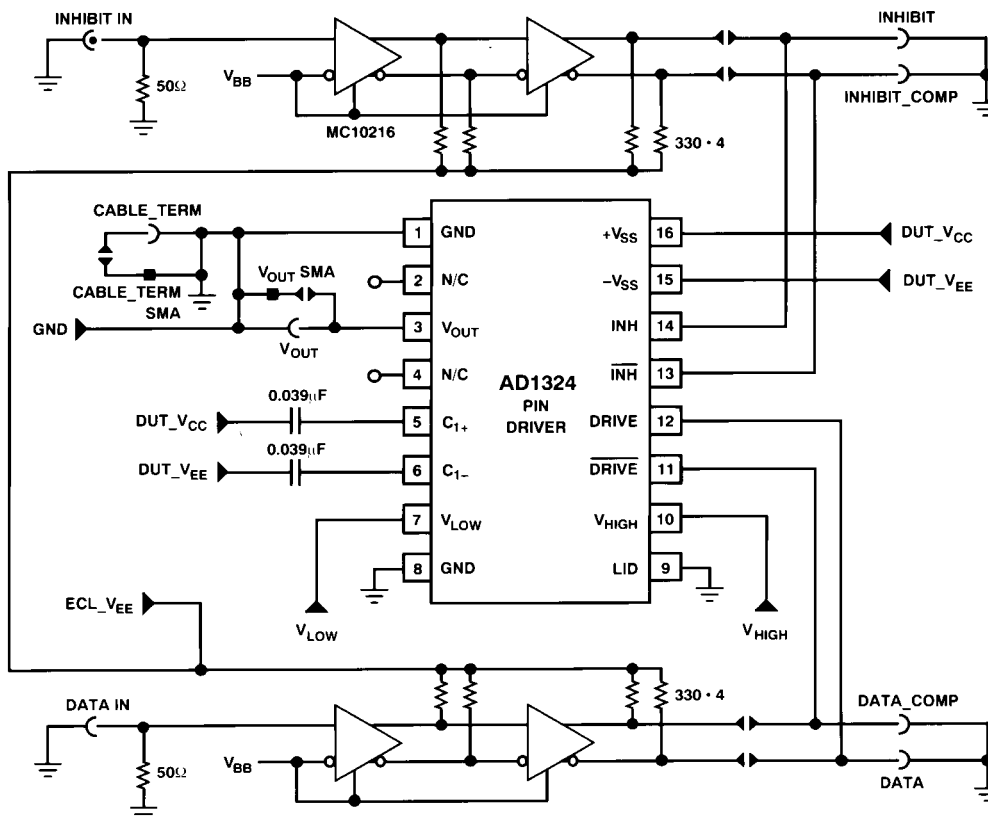 INHIBIT IN
INHIBIT
50Ω
V_BB
INHIBIT_COMP
MC10216
330 · 4
CABLE_TERM
CABLE_TERM
SMA
V_OUT SMA
GND
V_OUT
1 GND
2 N/C
3 V_OUT
4 N/C
5 C_1+
6 C_1–
7 V_LOW
8 GND
AD1324
PIN
DRIVER
+V_SS 16
–V_SS 15
INH 14
I̅N̅H̅ 13
DRIVE 12
D̅R̅I̅V̅E̅ 11
V_HIGH 10
LID 9
DUT_V_CC
DUT_V_EE
0.039μF
DUT_V_CC
0.039μF
DUT_V_EE
ECL_V_EE
V_LOW
V_HIGH
DATA IN
330 · 4
DATA_COMP
50Ω
V_BB
DATA